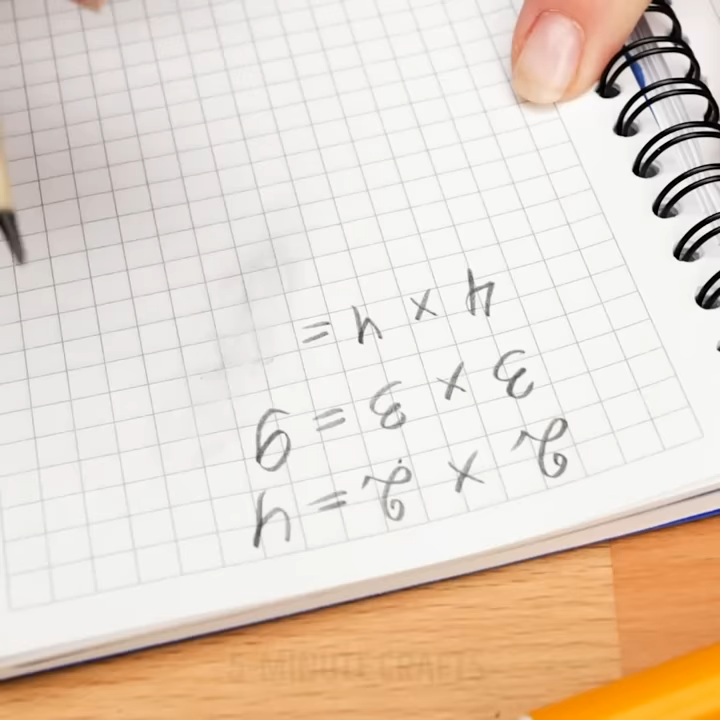 2 × 2 = 4
3 × 3 = 9
4 × 4 =
5-MINUTE CRAFTS